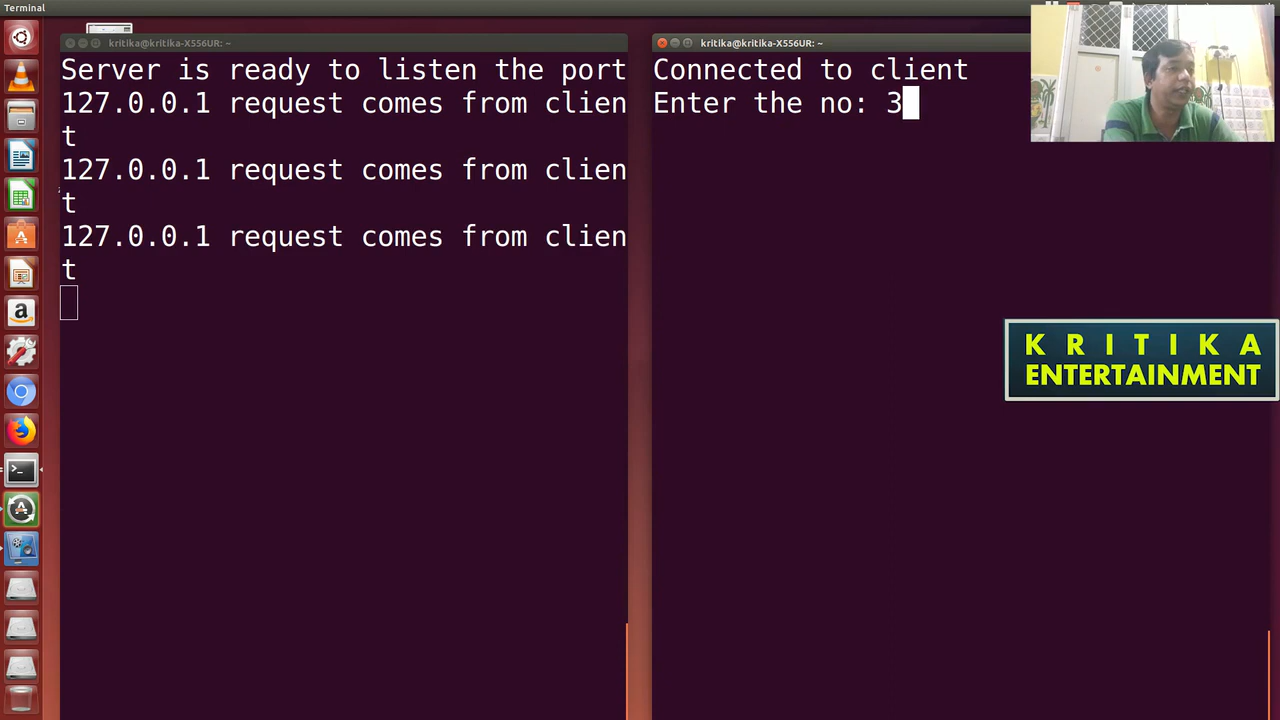 Terminal
kritika@kritika-X556UR: ~
Server is ready to listen the port
127.0.0.1 request comes from clien
t
127.0.0.1 request comes from clien
t
127.0.0.1 request comes from clien
t
kritika@kritika-X556UR: ~
Connected to client
Enter the no: 3
KRITIKA
ENTERTAINMENT